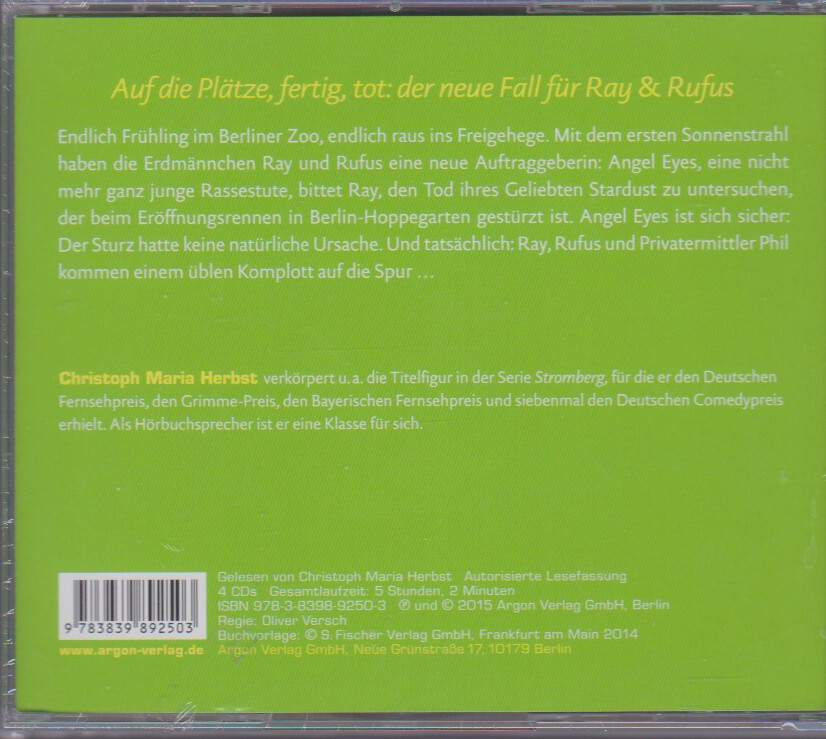 Auf die Plätze, fertig, tot: der neue Fall für Ray & Rufus
Endlich Frühling im Berliner Zoo, endlich raus ins Freigehege. Mit dem ersten Sonnenstrahl
haben die Erdmännchen Ray und Rufus eine neue Auftraggeberin: Angel Eyes, eine nicht
mehr ganz junge Rassestute, bittet Ray, den Tod ihres Geliebten Stardust zu untersuchen,
der beim Eröffnungsrennen in Berlin-Hoppegarten gestürzt ist. Angel Eyes ist sich sicher:
Der Sturz hatte keine natürliche Ursache. Und tatsächlich: Ray, Rufus und Privatermittler Phil
kommen einem üblen Komplott auf die Spur ...
Christoph Maria Herbst verkörpert u. a. die Titelfigur in der Serie Stromberg, für die er den Deutschen
Fernsehpreis, den Grimme-Preis, den Bayerischen Fernsehpreis und siebenmal den Deutschen Comedypreis
erhielt. Als Hörbuchsprecher ist er eine Klasse für sich.
Gelesen von Christoph Maria Herbst Autorisierte Lesefassung
4 CDs Gesamtlaufzeit: 5 Stunden, 2 Minuten
ISBN 978-3-8398-9250-3 ℗ und © 2015 Argon Verlag GmbH, Berlin
Regie: Oliver Versch
Buchvorlage: © S. Fischer Verlag GmbH, Frankfurt am Main 2014
Argon Verlag GmbH, Neue Grünstraße 17, 10179 Berlin
9 783839 892503
www.argon-verlag.de